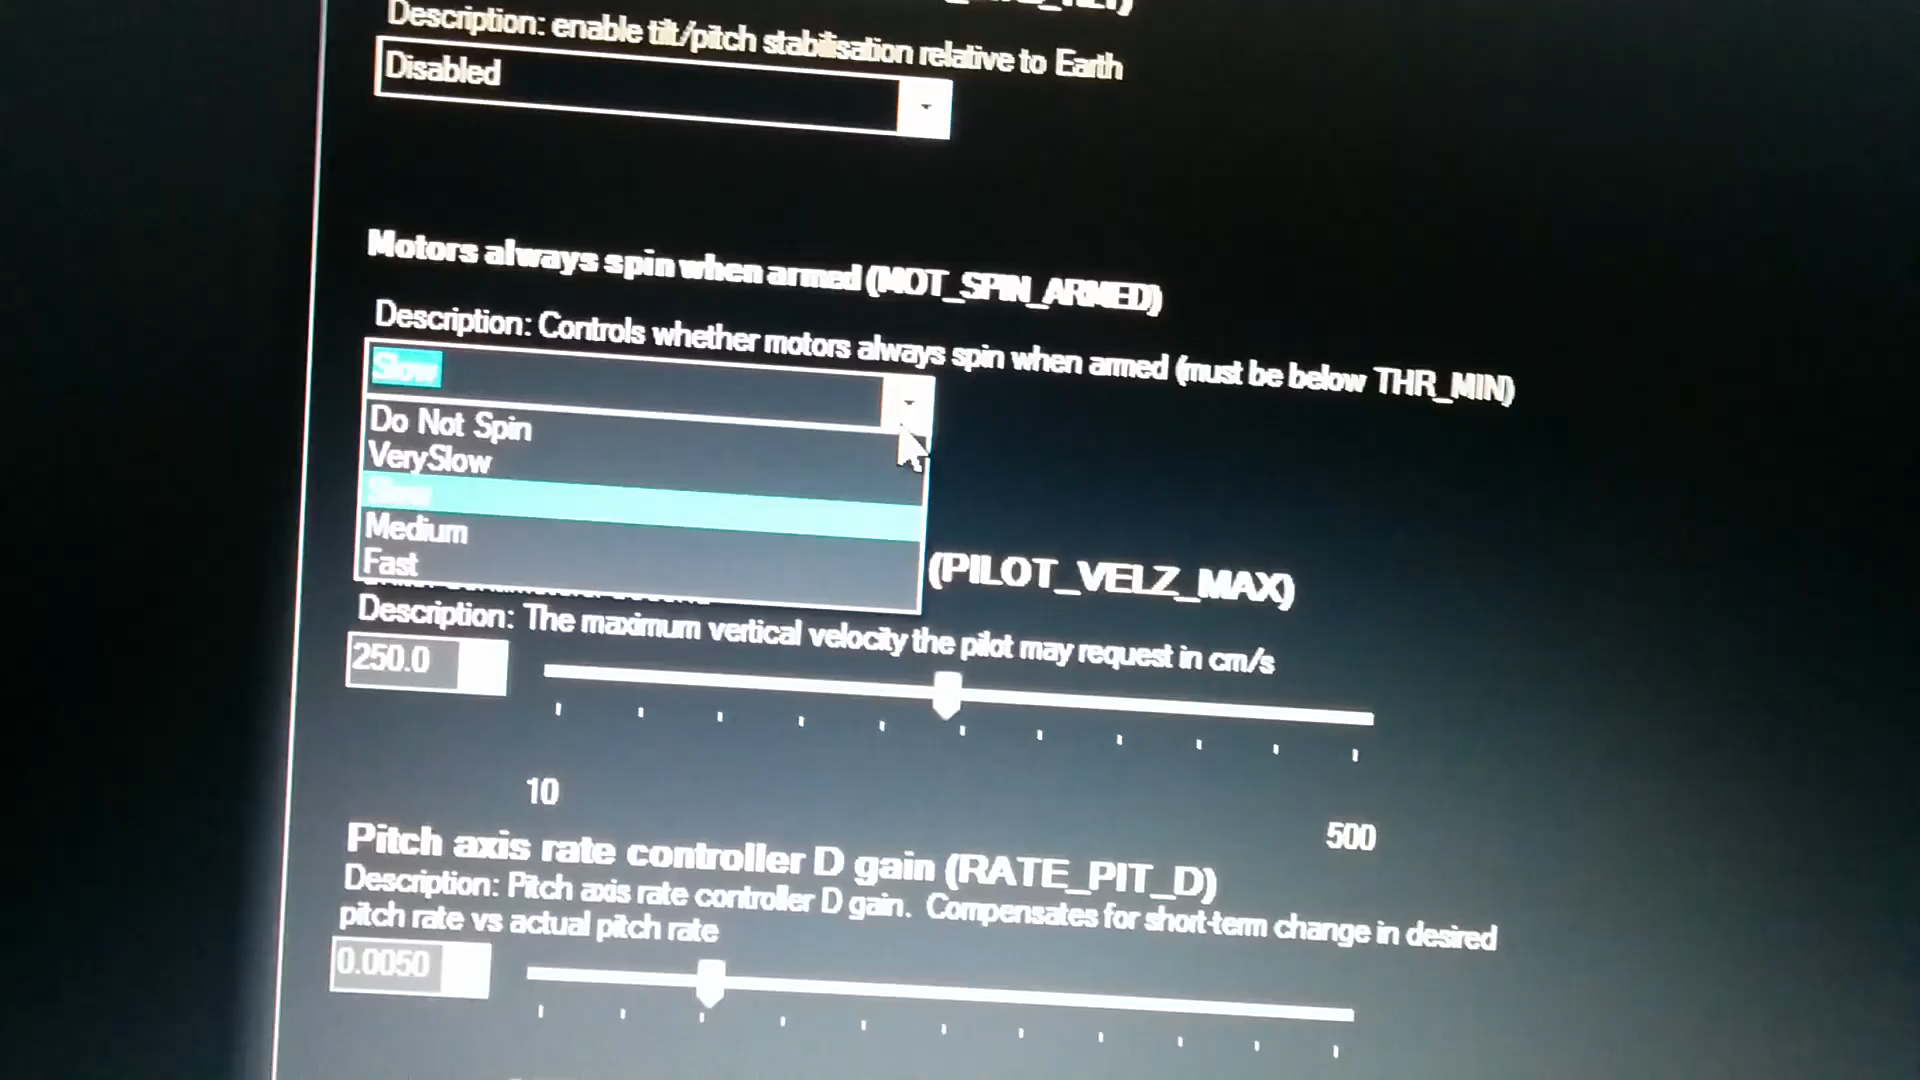 Description: enable tilt/pitch stabilisation relative to Earth
Disabled
Motors always spin when armed (MOT_SPIN_ARMED)
Description: Controls whether motors always spin when armed (must be below THR_MIN)
Slow
Do Not Spin
VerySlow
Slow
Medium
Fast
(PILOT_VELZ_MAX)
Description: The maximum vertical velocity the pilot may request in cm/s
250.0
10
500
Pitch axis rate controller D gain (RATE_PIT_D)
Description: Pitch axis rate controller D gain. Compensates for short-term change in desired
pitch rate vs actual pitch rate
0.0050